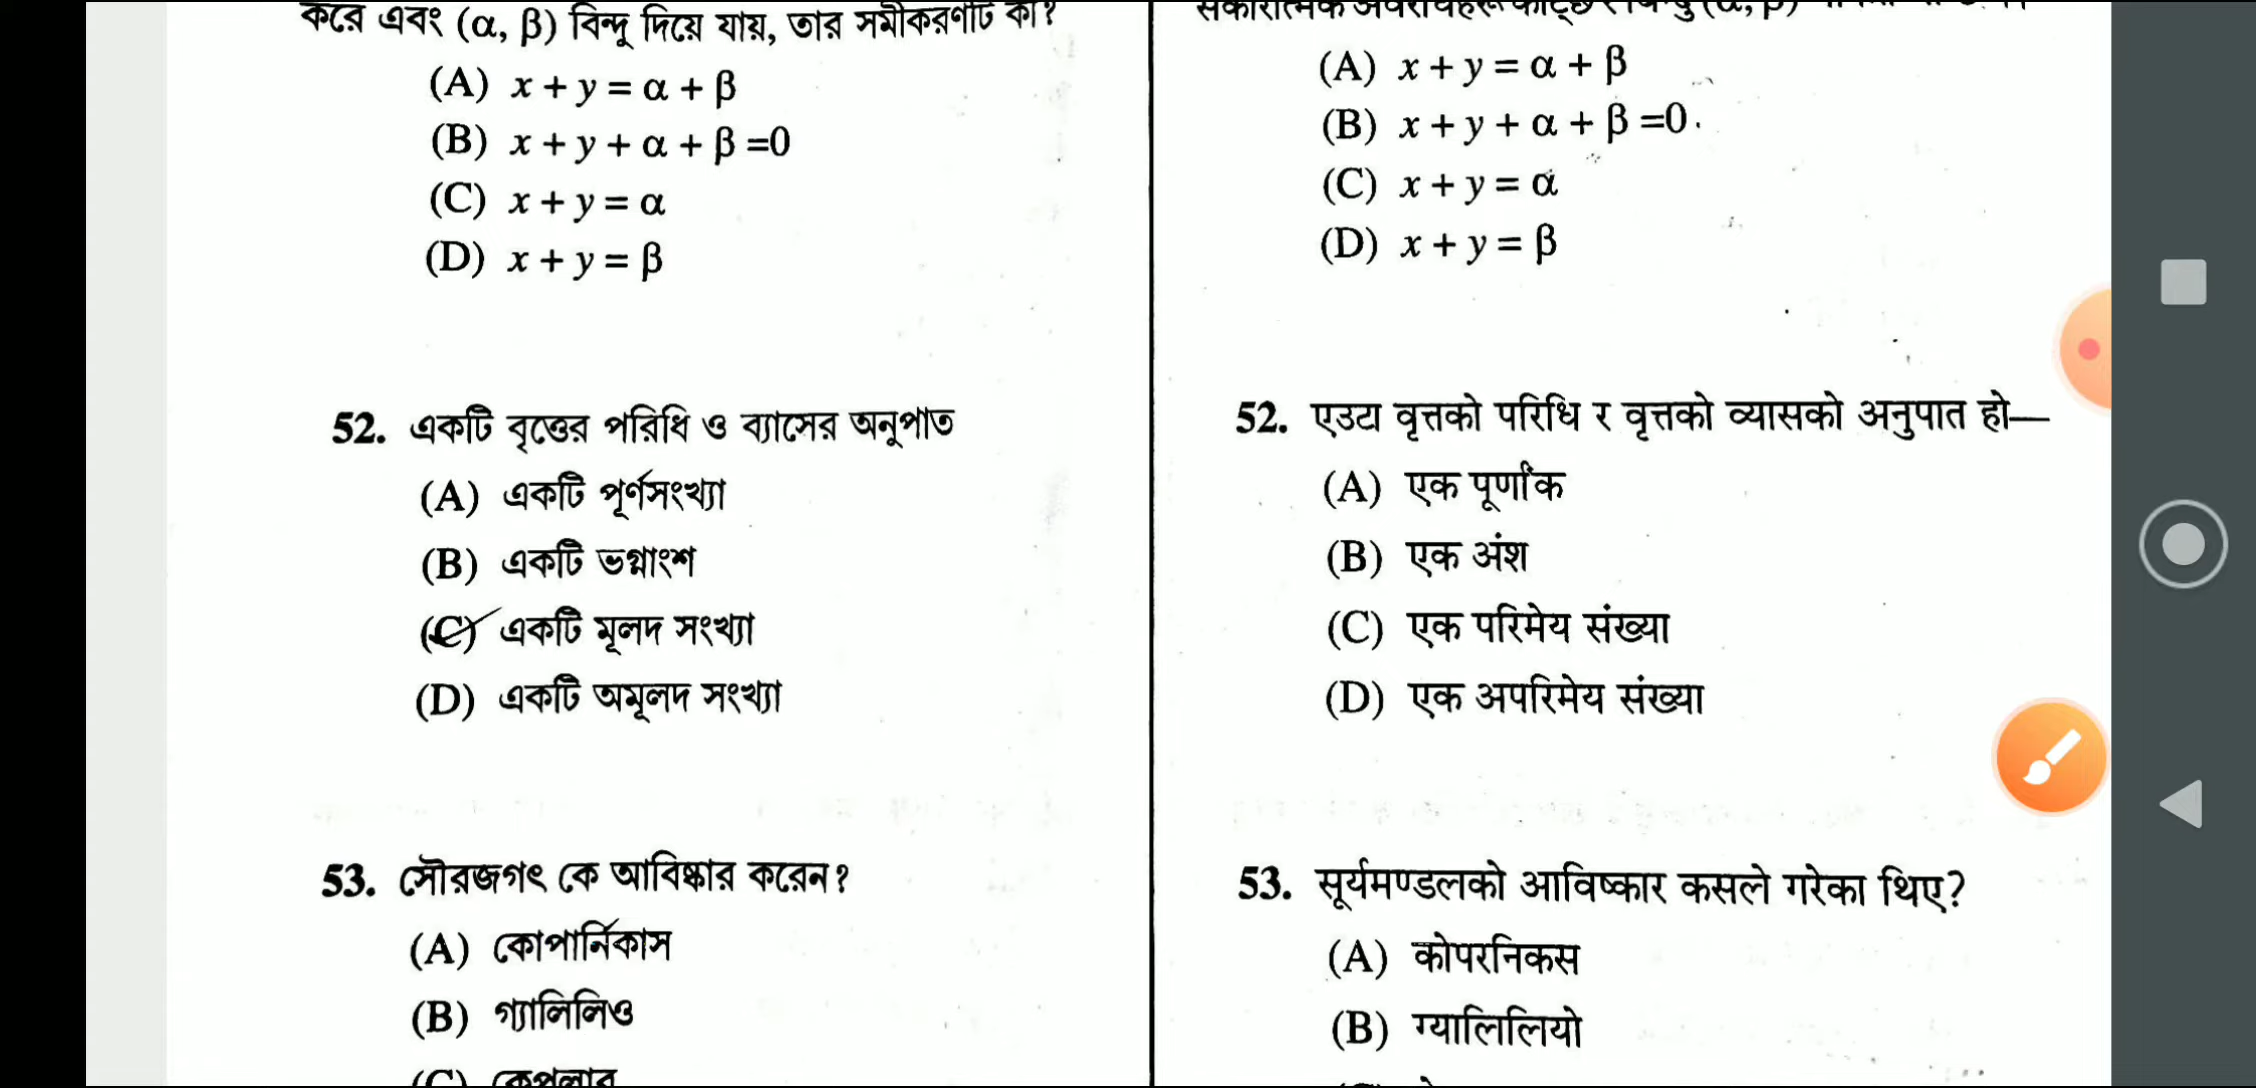 করে এবং (α, β) বিন্দু দিয়ে যায়, তার সমীকরণটি কী?
(A) x + y = α + β
(B) x + y + α + β =0
(C) x + y = α
(D) x + y = β
52. একটি বৃত্তের পরিধি ও ব্যাসের অনুপাত
(A) একটি পূর্ণসংখ্যা
(B) একটি ভগ্নাংশ
(C) একটি মূলদ সংখ্যা
(D) একটি অমূলদ সংখ্যা
53. সৌরজগৎ কে আবিষ্কার করেন?
(A) কোপার্নিকাস
(B) গ্যালিলিও
(C) কেপলার
(A) x + y = α + β
(B) x + y + α + β =0
(C) x + y = α
(D) x + y = β
52. एउटा वृत्तको परिधि र वृत्तको व्यासको अनुपात हो—
(A) एक पूर्णांक
(B) एक अंश
(C) एक परिमेय संख्या
(D) एक अपरिमेय संख्या
53. सूर्यमण्डलको आविष्कार कसले गरेका थिए?
(A) कोपरनिकस
(B) ग्यालिलियो